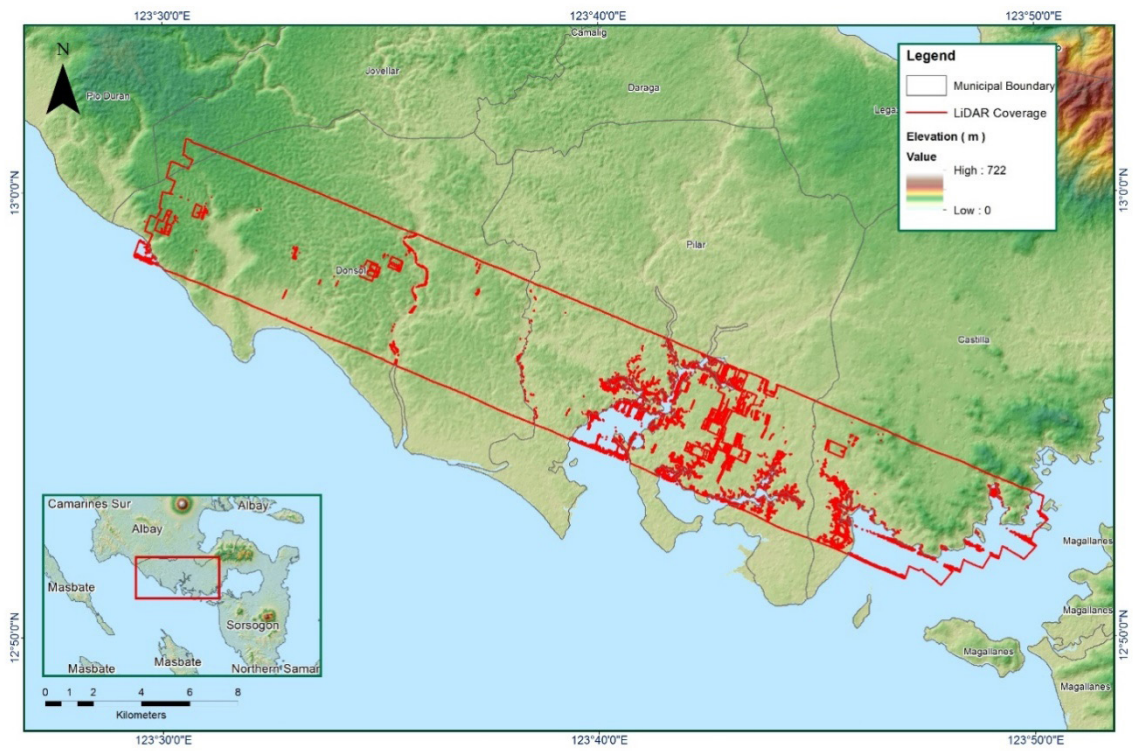 123°30'0"E
123°40'0"E
123°50'0"E
N
Camalig
Jovellar
Daraga
Pio Duran
Lega
Legend
Municipal Boundary
LiDAR Coverage
Elevation ( m )
Value
High : 722
Low : 0
13°0'0"N
13°0'0"N
Pilar
Donsol
Castilla
Camarines Sur
Albay
Albay
Masbate
Sorsogon
Masbate
Masbate
Northern Samar
Magallanes
Magallanes
Magallanes
Magallanes
12°50'0"N
12°50'0"N
0 1 2 4 6 8
Kilometers
123°30'0"E
123°40'0"E
123°50'0"E